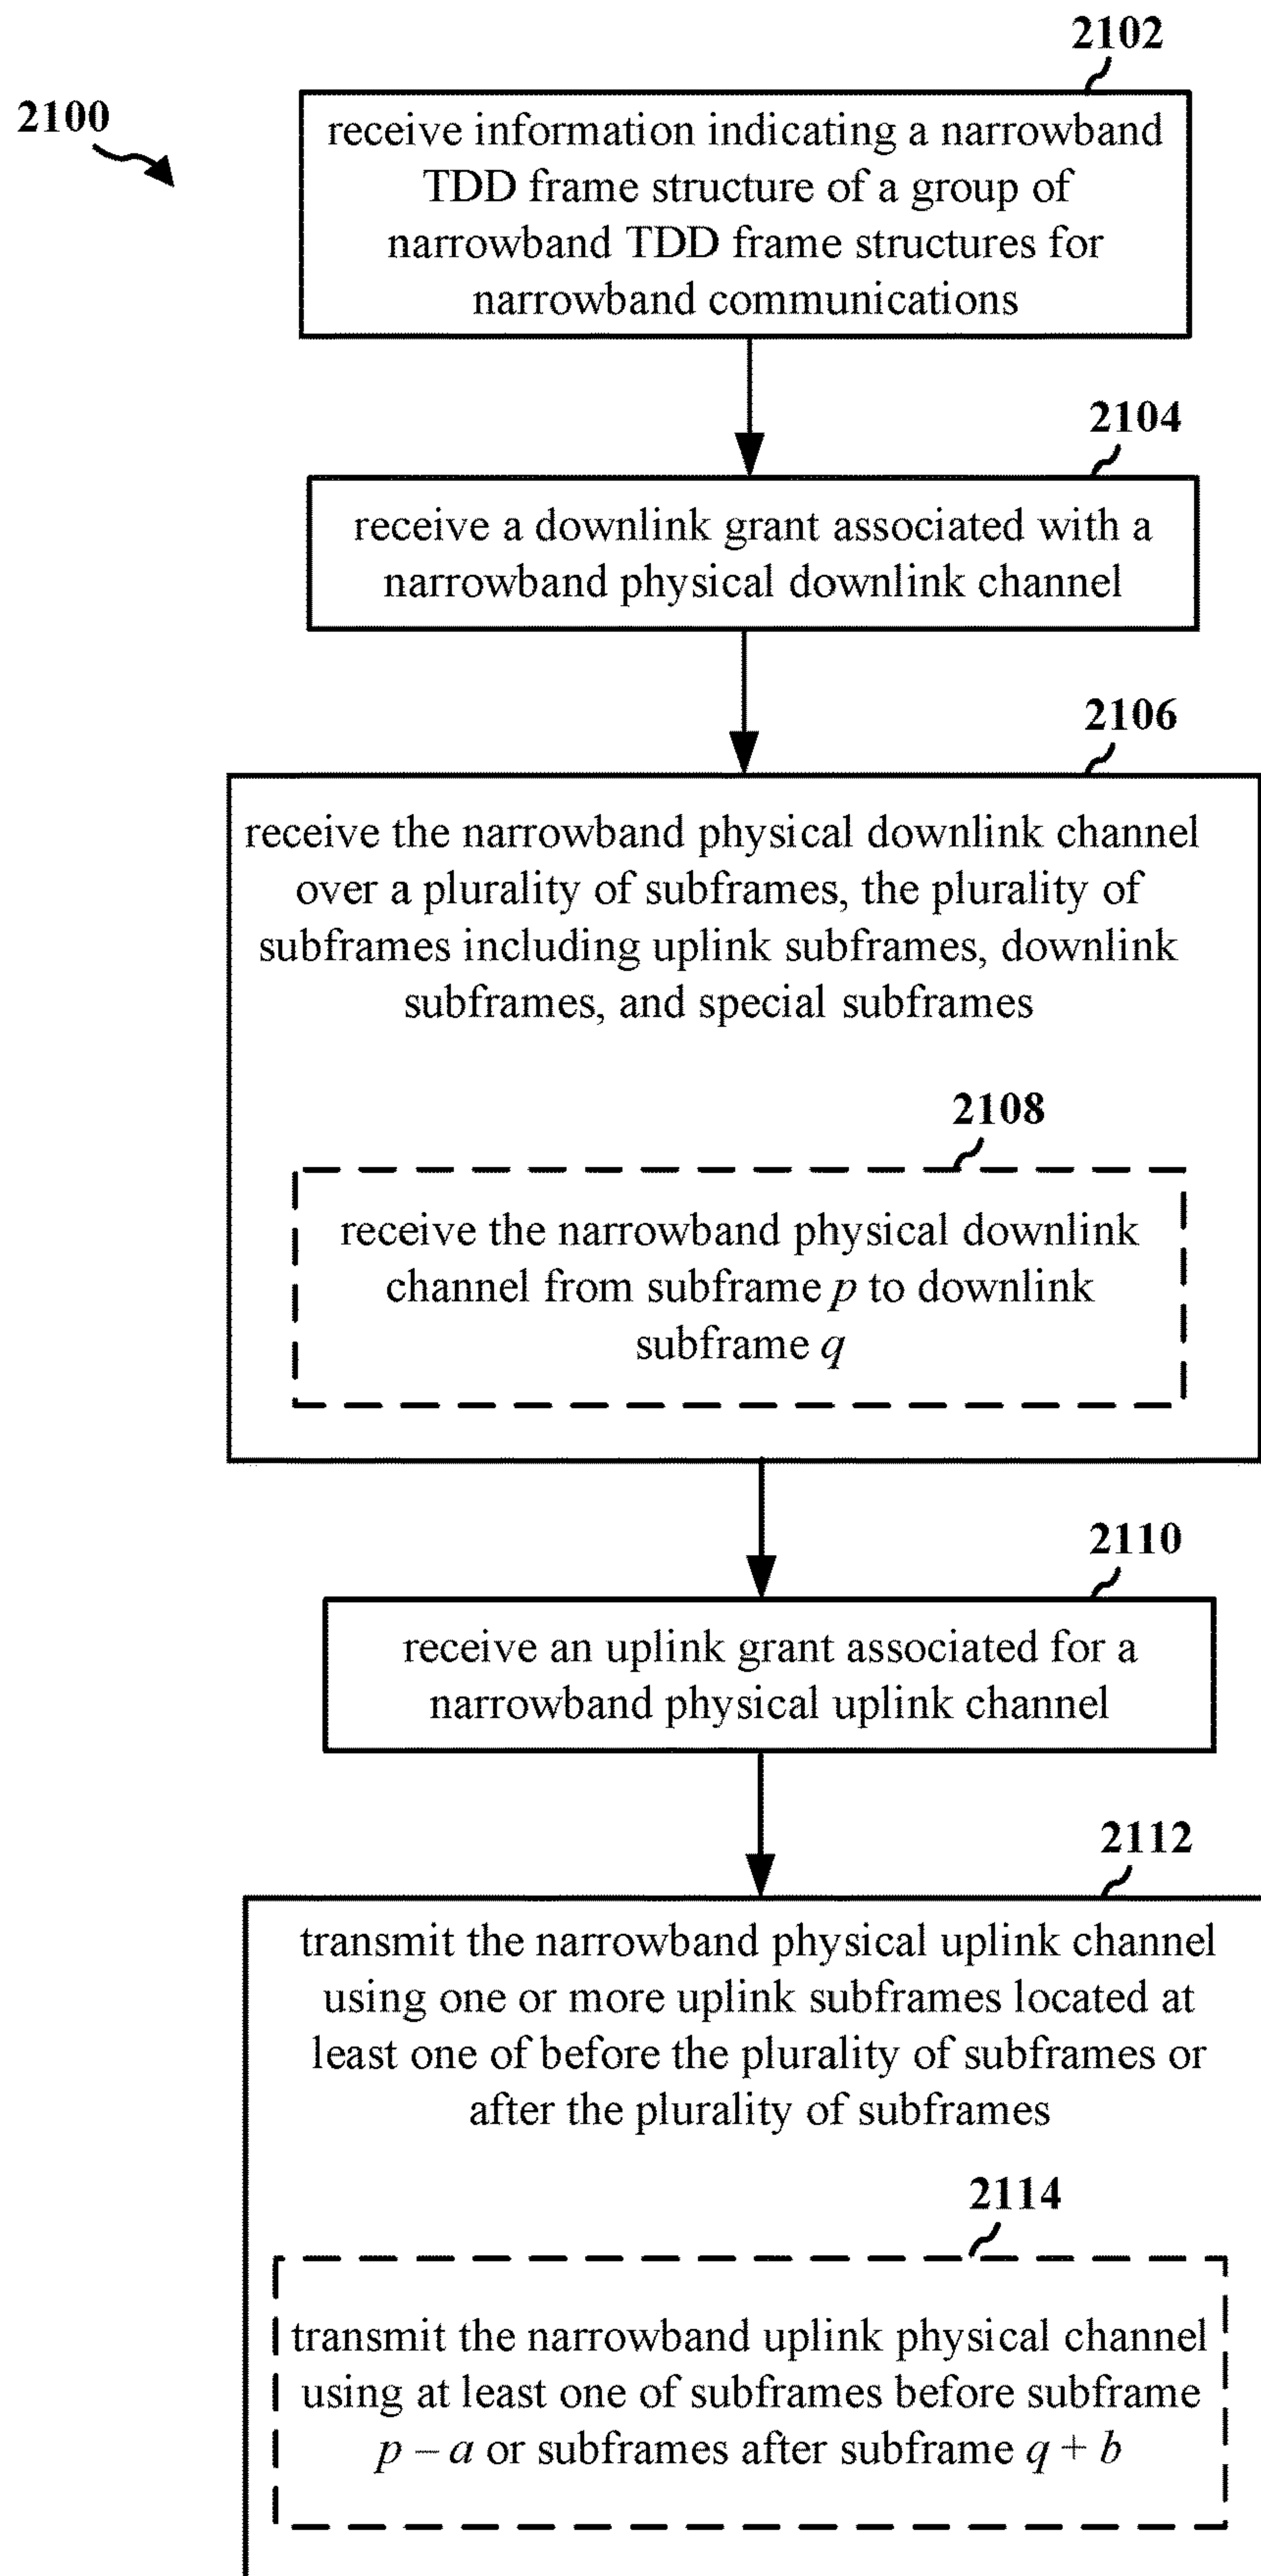 2102
2100
receive information indicating a narrowband
TDD frame structure of a group of
narrowband TDD frame structures for
narrowband communications
2104
receive a downlink grant associated with a
narrowband physical downlink channel
2106
receive the narrowband physical downlink channel
over a plurality of subframes, the plurality of
subframes including uplink subframes, downlink
subframes, and special subframes
2108
receive the narrowband physical downlink
channel from subframe p to downlink
subframe q
2110
receive an uplink grant associated for a
narrowband physical uplink channel
2112
transmit the narrowband physical uplink channel
using one or more uplink subframes located at
least one of before the plurality of subframes or
after the plurality of subframes
2114
transmit the narrowband uplink physical channel
using at least one of subframes before subframe
p – a or subframes after subframe q + b